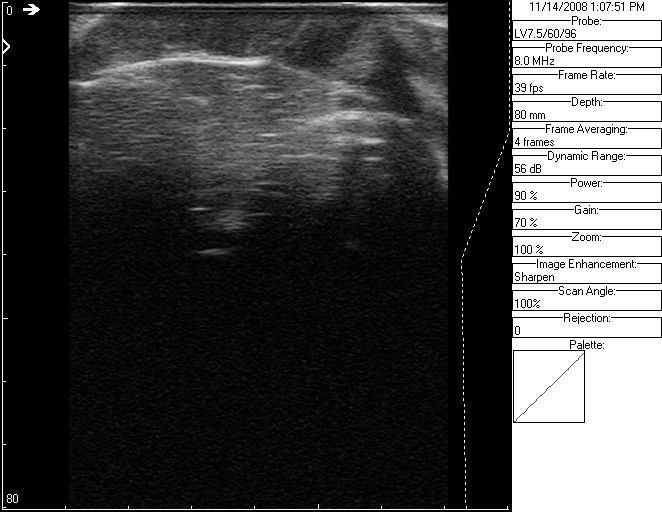 0
80
11/14/2008 1:07:51 PM
Probe:
LV7.5/60/96
Probe Frequency:
8.0 MHz
Frame Rate:
39 fps
Depth:
80 mm
Frame Averaging:
4 frames
Dynamic Range:
56 dB
Power:
90 %
Gain:
70 %
Zoom:
100 %
Image Enhancement:
Sharpen
Scan Angle:
100%
Rejection:
0
Palette: